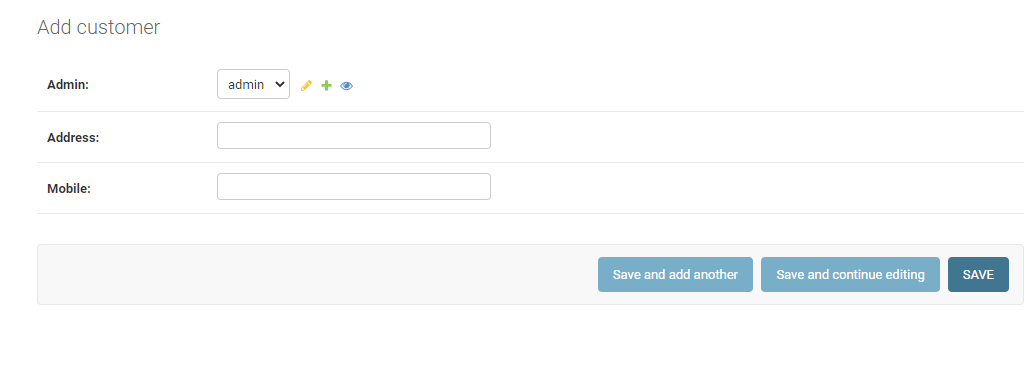 Add customer
Admin: admin
Address:
Mobile:
Save and add another Save and continue editing SAVE